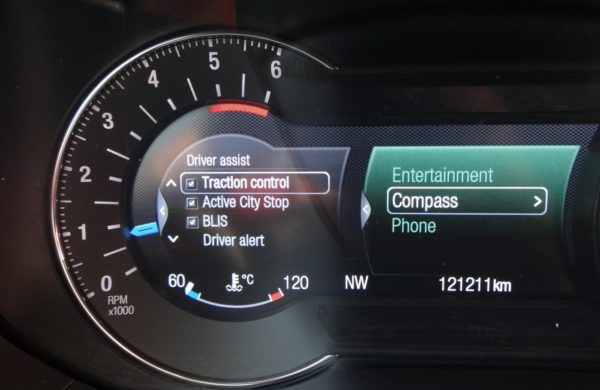 6
5
4
3
2
1
0
RPM
x1000
Driver assist
Traction control
Active City Stop
BLIS
Driver alert
60 °C 120
Entertainment
Compass >
Phone
NW 121211km